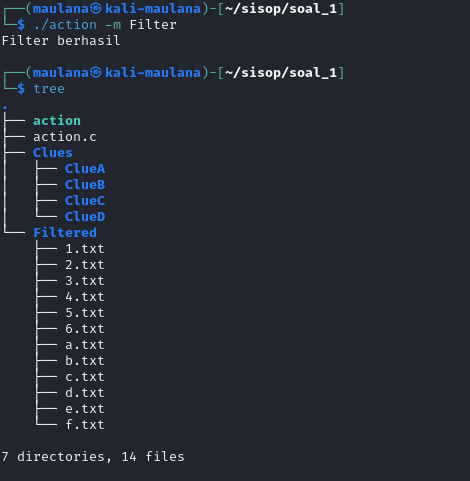 ┌──(maulana㉿kali-maulana)-[~/sisop/soal_1]
└─$ ./action -m Filter
Filter berhasil

┌──(maulana㉿kali-maulana)-[~/sisop/soal_1]
└─$ tree
.
├── action
├── action.c
├── Clues
│   ├── ClueA
│   ├── ClueB
│   ├── ClueC
│   └── ClueD
└── Filtered
    ├── 1.txt
    ├── 2.txt
    ├── 3.txt
    ├── 4.txt
    ├── 5.txt
    ├── 6.txt
    ├── a.txt
    ├── b.txt
    ├── c.txt
    ├── d.txt
    ├── e.txt
    └── f.txt

7 directories, 14 files